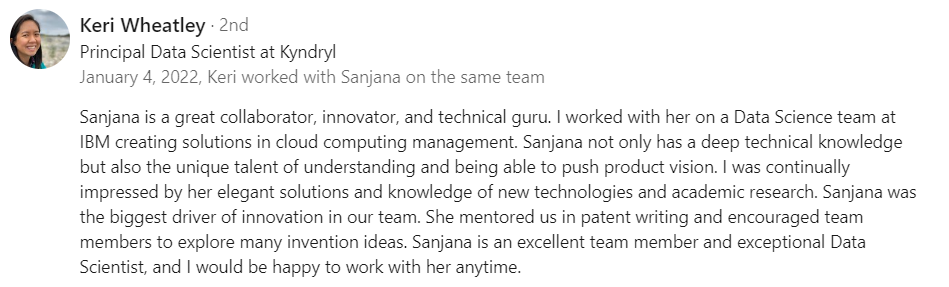 Keri Wheatley · 2nd
Principal Data Scientist at Kyndryl
January 4, 2022, Keri worked with Sanjana on the same team
Sanjana is a great collaborator, innovator, and technical guru. I worked with her on a Data Science team at
IBM creating solutions in cloud computing management. Sanjana not only has a deep technical knowledge
but also the unique talent of understanding and being able to push product vision. I was continually
impressed by her elegant solutions and knowledge of new technologies and academic research. Sanjana was
the biggest driver of innovation in our team. She mentored us in patent writing and encouraged team
members to explore many invention ideas. Sanjana is an excellent team member and exceptional Data
Scientist, and I would be happy to work with her anytime.